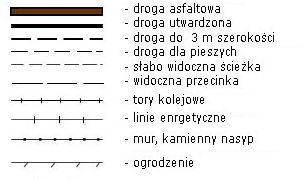 - droga asfaltowa
- droga utwardzona
- droga do 3 m szerokości
- droga dla pieszych
- słabo widoczna ścieżka
- widoczna przecinka
- tory kolejowe
- linie enrgetyczne
- mur, kamienny nasyp
- ogrodzenie